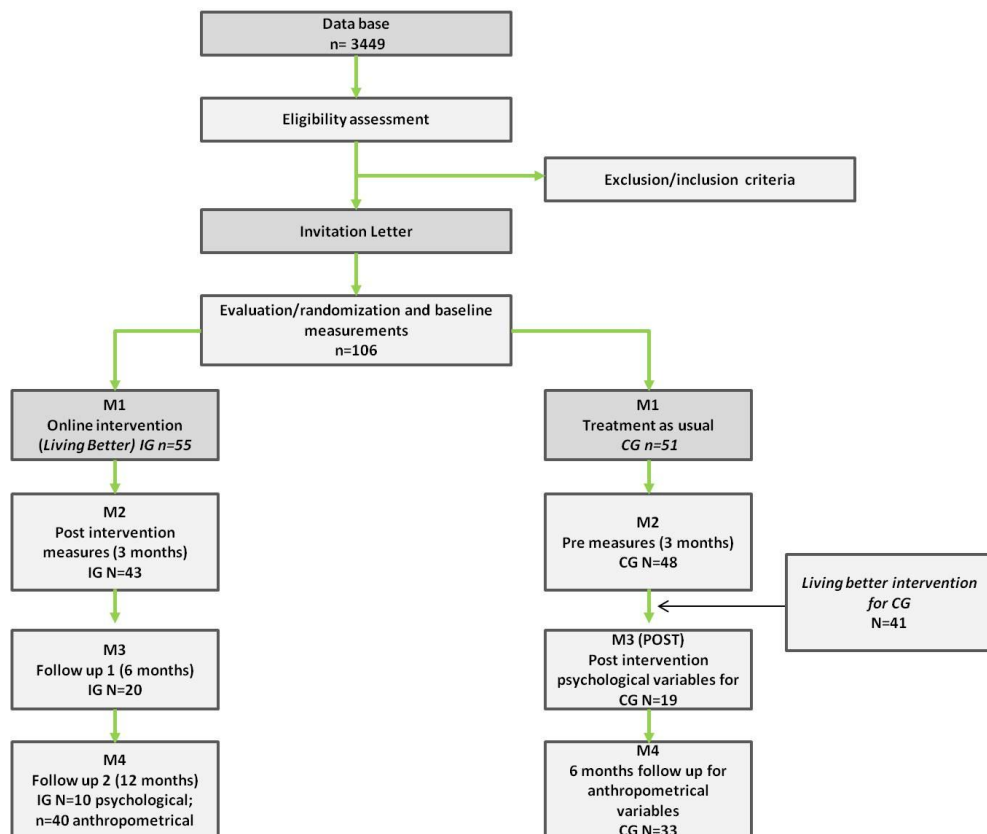 Data base
n= 3449
Eligibility assessment
Exclusion/inclusion criteria
Invitation Letter
Evaluation/randomization and baseline
measurements
n=106
M1
Online intervention
(Living Better) IG n=55
M1
Treatment as usual
CG n=51
M2
Post intervention
measures (3 months)
IG N=43
M2
Pre measures (3 months)
CG N=48
Living better intervention
for CG
N=41
M3
Follow up 1 (6 months)
IG N=20
M3 (POST)
Post intervention
psychological variables for
CG N=19
M4
Follow up 2 (12 months)
IG N=10 psychological;
n=40 anthropometrical
M4
6 months follow up for
anthropometrical
variables
CG N=33